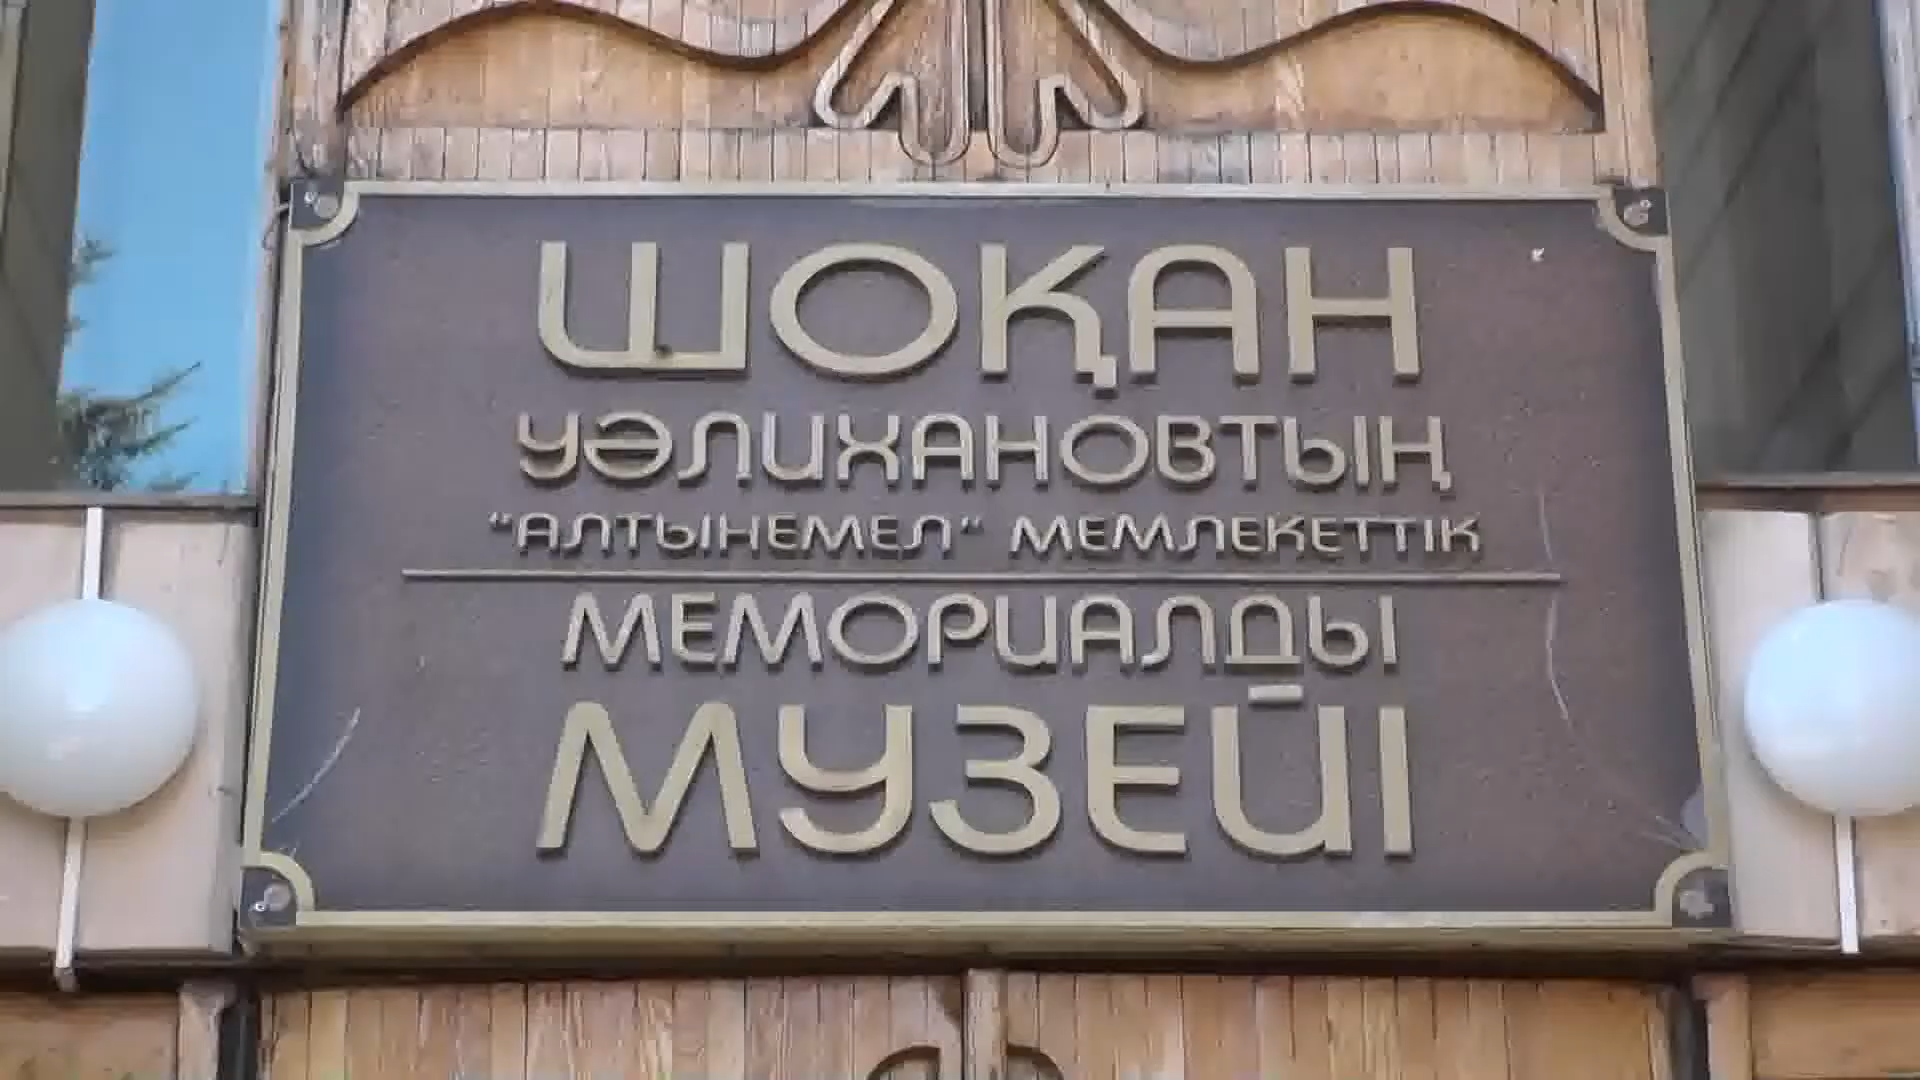 ШОҚАН
УӘЛИХАНОВТЫҢ
"АЛТЫНЕМЕЛ" МЕМЛЕКЕТТІК
МЕМОРИАЛДЫ
МУЗЕЙІ